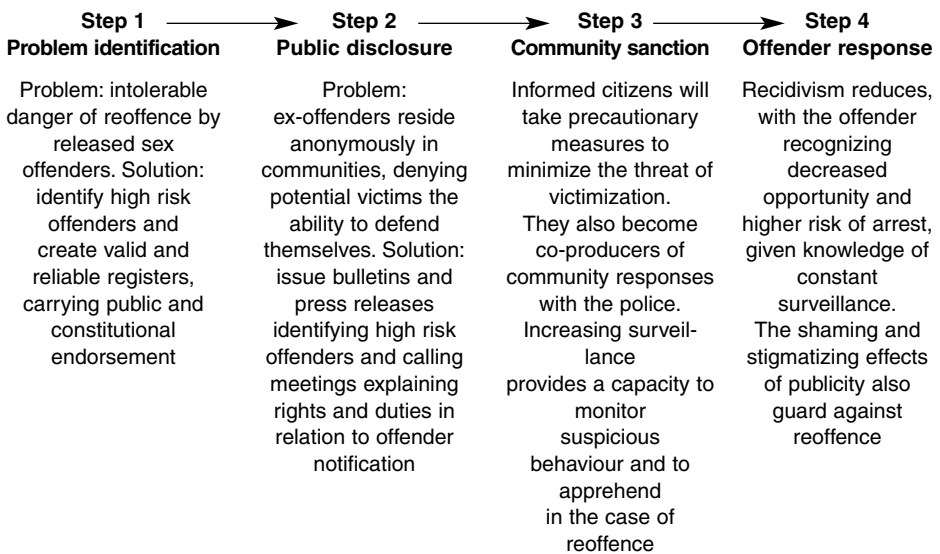 Step 1
Problem identification
Problem: intolerable
danger of reoffence by
released sex
offenders. Solution:
identify high risk
offenders and
create valid and
reliable registers,
carrying public and
constitutional
endorsement
Step 2
Public disclosure
Problem:
ex-offenders reside
anonymously in
communities, denying
potential victims the
ability to defend
themselves. Solution:
issue bulletins and
press releases
identifying high risk
offenders and calling
meetings explaining
rights and duties in
relation to offender
notification
Step 3
Community sanction
Informed citizens will
take precautionary
measures to
minimize the threat of
victimization.
They also become
co-producers of
community responses
with the police.
Increasing surveil-
lance
provides a capacity to
monitor
suspicious
behaviour and to
apprehend
in the case of
reoffence
Step 4
Offender response
Recidivism reduces,
with the offender
recognizing
decreased
opportunity and
higher risk of arrest,
given knowledge of
constant
surveillance.
The shaming and
stigmatizing effects
of publicity also
guard against
reoffence